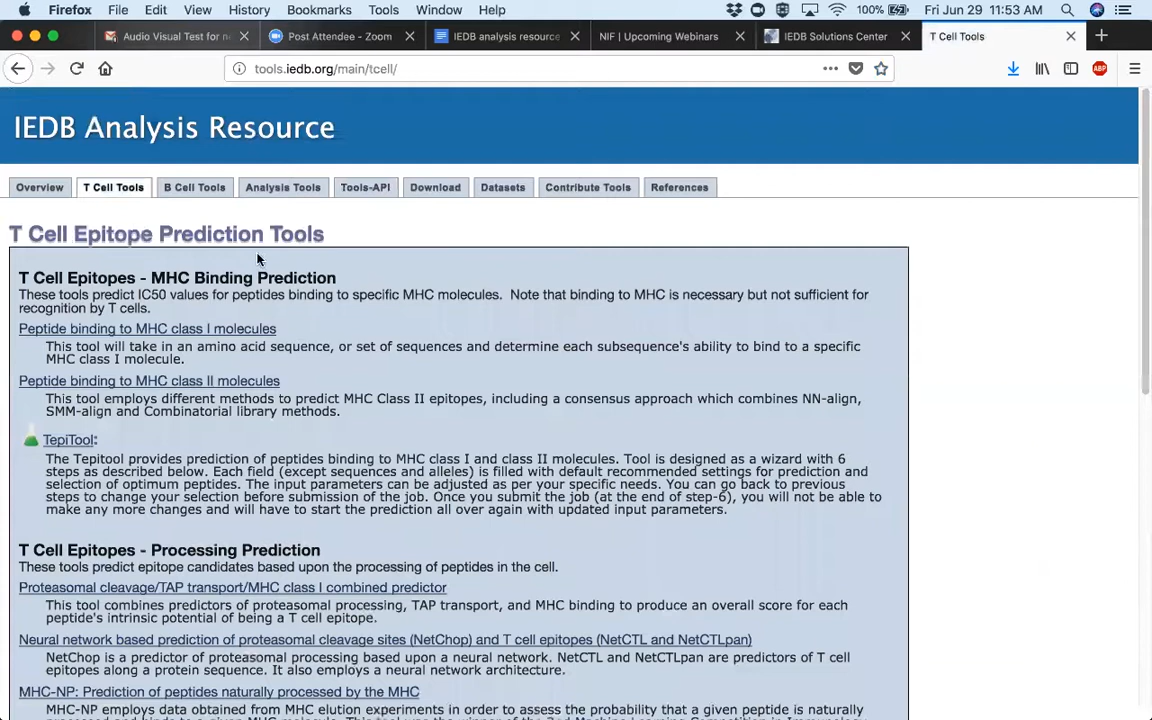 Firefox File Edit View History Bookmarks Tools Window Help 100% Fri Jun 29 11:53 AM
Audio Visual Test for ne Post Attendee - Zoom IEDB analysis resource NIF | Upcoming Webinars IEDB Solutions Center T Cell Tools
tools.iedb.org/main/tcell/ ABP
IEDB Analysis Resource
Overview T Cell Tools B Cell Tools Analysis Tools Tools-API Download Datasets Contribute Tools References
T Cell Epitope Prediction Tools
T Cell Epitopes - MHC Binding Prediction
These tools predict IC50 values for peptides binding to specific MHC molecules. Note that binding to MHC is necessary but not sufficient for
recognition by T cells.
Peptide binding to MHC class I molecules
This tool will take in an amino acid sequence, or set of sequences and determine each subsequence's ability to bind to a specific
MHC class I molecule.
Peptide binding to MHC class II molecules
This tool employs different methods to predict MHC Class II epitopes, including a consensus approach which combines NN-align,
SMM-align and Combinatorial library methods.
TepiTool:
The Tepitool provides prediction of peptides binding to MHC class I and class II molecules. Tool is designed as a wizard with 6
steps as described below. Each field (except sequences and alleles) is filled with default recommended settings for prediction and
selection of optimum peptides. The input parameters can be adjusted as per your specific needs. You can go back to previous
steps to change your selection before submission of the job. Once you submit the job (at the end of step-6), you will not be able to
make any more changes and will have to start the prediction all over again with updated input parameters.
T Cell Epitopes - Processing Prediction
These tools predict epitope candidates based upon the processing of peptides in the cell.
Proteasomal cleavage/TAP transport/MHC class I combined predictor
This tool combines predictors of proteasomal processing, TAP transport, and MHC binding to produce an overall score for each
peptide's intrinsic potential of being a T cell epitope.
Neural network based prediction of proteasomal cleavage sites (NetChop) and T cell epitopes (NetCTL and NetCTLpan)
NetChop is a predictor of proteasomal processing based upon a neural network. NetCTL and NetCTLpan are predictors of T cell
epitopes along a protein sequence. It also employs a neural network architecture.
MHC-NP: Prediction of peptides naturally processed by the MHC
MHC-NP employs data obtained from MHC elution experiments in order to assess the probability that a given peptide is naturally